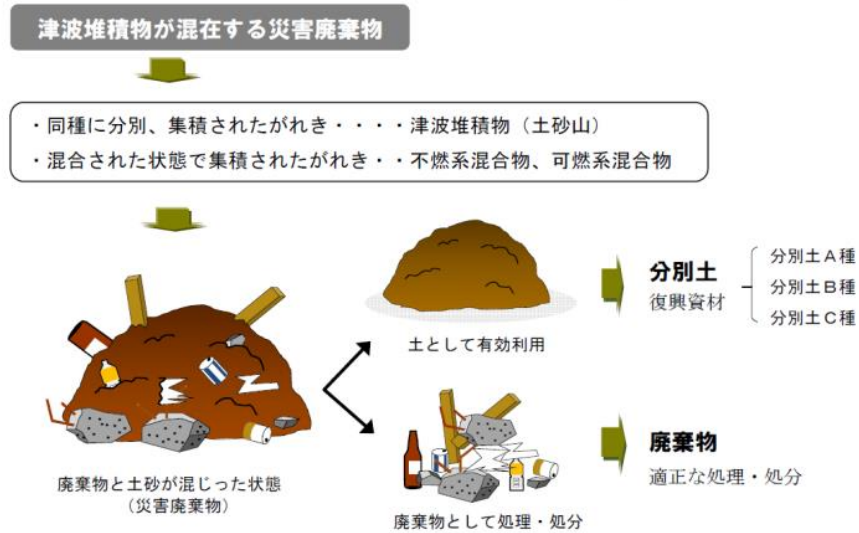 津波堆積物が混在する災害廃棄物
・同種に分別、集積されたがれき・・・・津波堆積物（土砂山）
・混合された状態で集積されたがれき・・不燃系混合物、可燃系混合物
廃棄物と土砂が混じった状態
（災害廃棄物）
土として有効利用
分別土
復興資材
分別土A種
分別土B種
分別土C種
廃棄物として処理・処分
廃棄物
適正な処理・処分